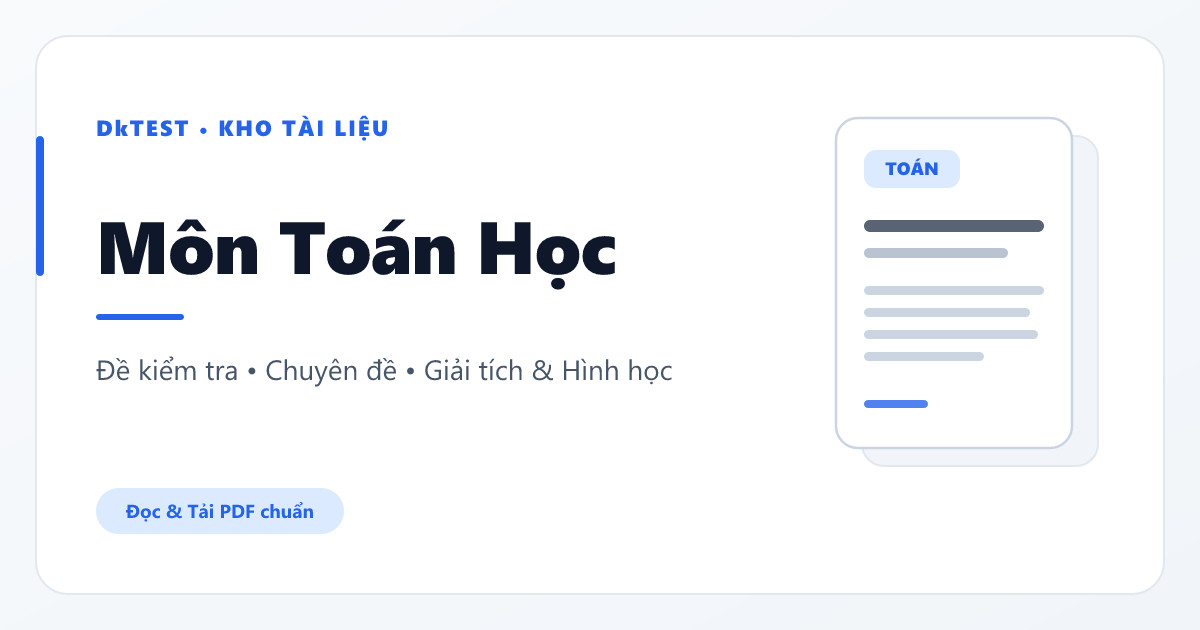 DkTEST • KHO TÀI LIỆU
Môn Toán Học
Đề kiểm tra • Chuyên đề • Giải tích & Hình học
Đọc & Tải PDF chuẩn
TOÁN